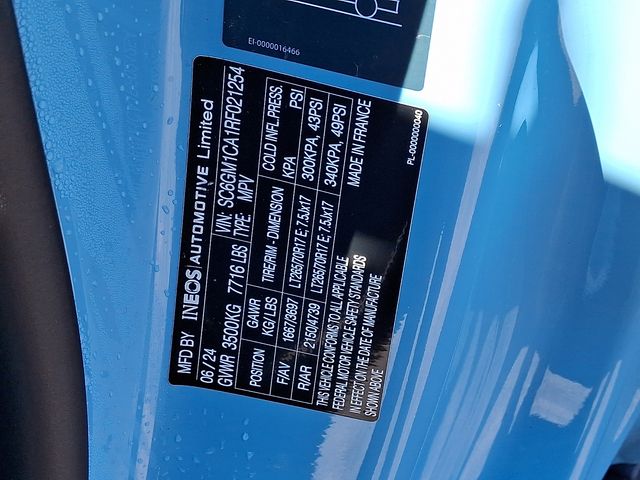 EI-0000016466
MFD BY INEOS AUTOMOTIVE Limited
06 / 24 VIN: SC6GM1CA1RF021254
GVWR 3500KG 7716 LBS TYPE: MPV
POSITION GAWR TIRE/RIM - DIMENSION COLD INFL.PRESS.
KG/ LBS KPA PSI
F/AV 1667/3697 LT265/70R17 E; 7.5Jx17 300KPA, 43PSI
R/AR 2150/4739 LT265/70R17 E; 7.5Jx17 340KPA, 49PSI
THIS VEHICLE CONFORMS TO ALL APPLICABLE MADE IN FRANCE
FEDERAL MOTOR VEHICLE SAFETY STANDARDS
IN EFFECT ON THE DATE OF MANUFACTURE
SHOWN ABOVE
PL-0000000040